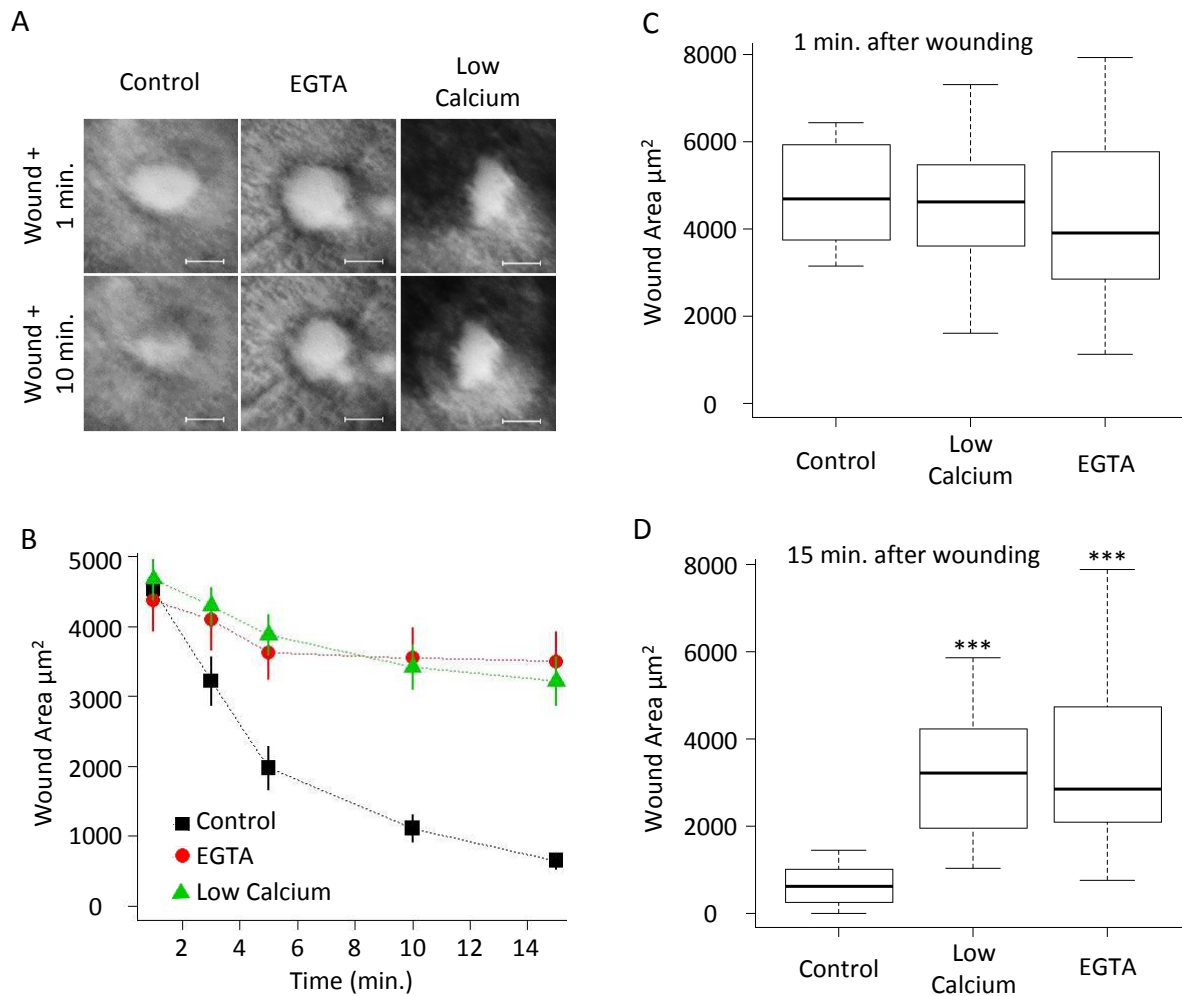 A
Control
EGTA
Low
Calcium
Wound +
1 min.
Wound +
10 min.
B
Wound Area µm²
5000
4000
3000
2000
1000
0
Control
EGTA
Low Calcium
2
4
6
8
10
12
14
Time (min.)
C
1 min. after wounding
Wound Area µm²
8000
6000
4000
2000
0
Control
Low
Calcium
EGTA
D
15 min. after wounding
***
***
Wound Area µm²
8000
6000
4000
2000
0
Control
Low
Calcium
EGTA